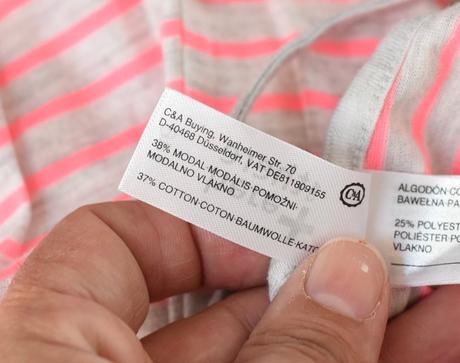 C&A Buying, Wanheimer Str. 70
D-40468 Düsseldorf, VAT DE811809155
38% MODAL MODÁLIS POMOŽNI-
MODALNO VLAKNO
37% COTTON-COTON-BAUMWOLLE-KATO
C&A
ALGODÓN-CO
BAWEŁNA-PA
25% POLYEST
POLIÉSTER-PO
VLAKNO